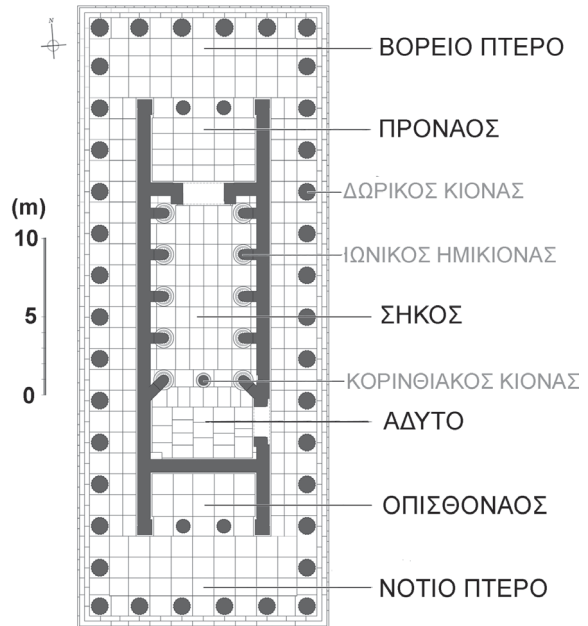 N
ΒΟΡΕΙΟ ΠΤΕΡΟ
ΠΡΟΝΑΟΣ
ΔΩΡΙΚΟΣ ΚΙΟΝΑΣ
(m)
10
ΙΩΝΙΚΟΣ ΗΜΙΚΙΟΝΑΣ
5
ΣΗΚΟΣ
0
ΚΟΡΙΝΘΙΑΚΟΣ ΚΙΟΝΑΣ
ΑΔΥΤΟ
ΟΠΙΣΘΟΝΑΟΣ
ΝΟΤΙΟ ΠΤΕΡΟ